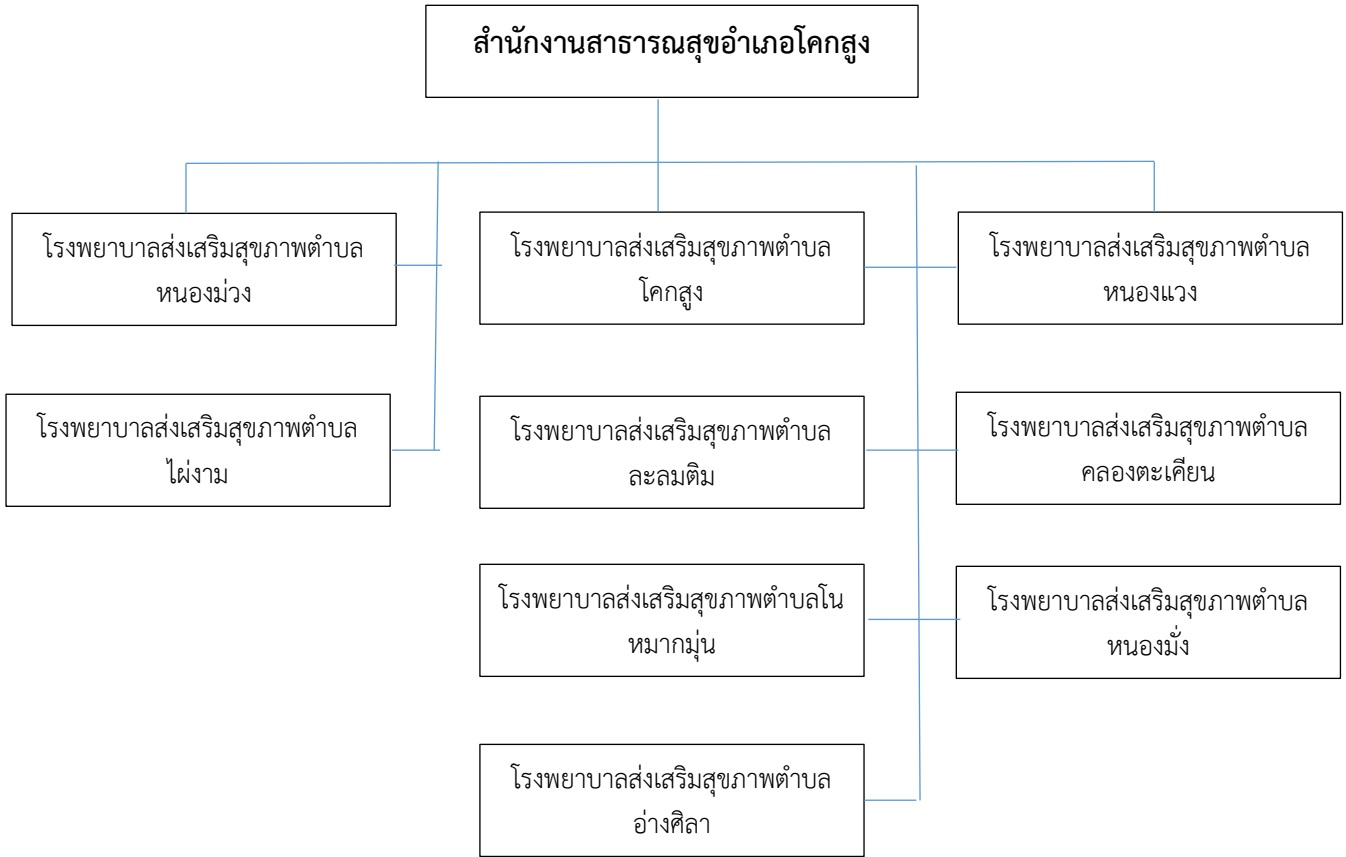 สำนักงานสาธารณสุขอำเภอโคกสูง
โรงพยาบาลส่งเสริมสุขภาพตำบล
หนองม่วง
โรงพยาบาลส่งเสริมสุขภาพตำบล
โคกสูง
โรงพยาบาลส่งเสริมสุขภาพตำบล
หนองแวง
โรงพยาบาลส่งเสริมสุขภาพตำบล
ไผ่งาม
โรงพยาบาลส่งเสริมสุขภาพตำบล
ละลมติม
โรงพยาบาลส่งเสริมสุขภาพตำบล
คลองตะเคียน
โรงพยาบาลส่งเสริมสุขภาพตำบลโน
หมากมุ่น
โรงพยาบาลส่งเสริมสุขภาพตำบล
หนองมั่ง
โรงพยาบาลส่งเสริมสุขภาพตำบล
อ่างศิลา